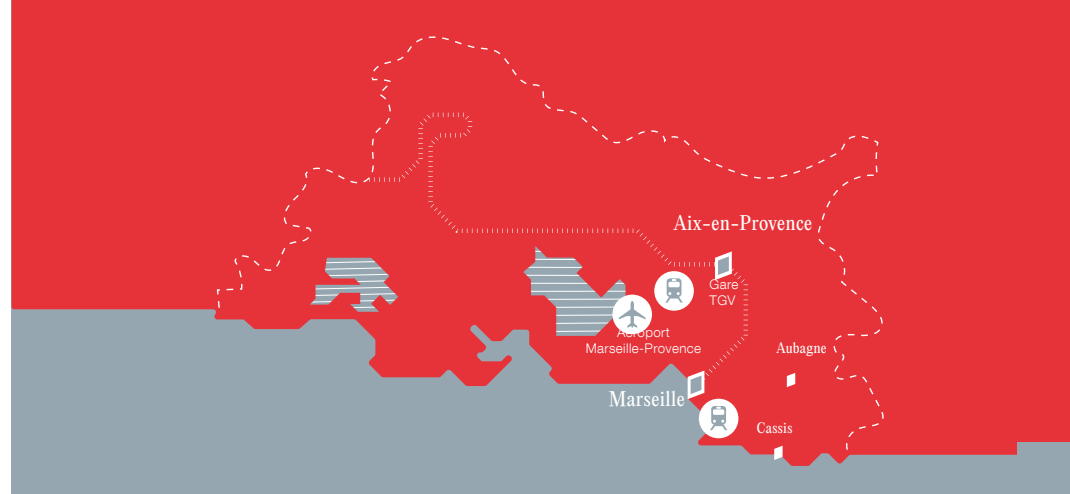 Aix-en-Provence
Gare
TGV
Aéroport
Marseille-Provence
Aubagne
Marseille
Cassis